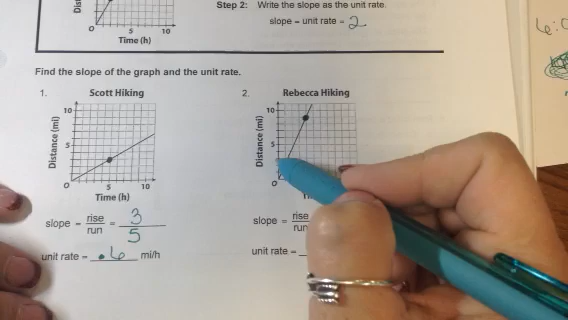 Dist
0 5 10
Time (h)
Step 2: Write the slope as the unit rate.
slope = unit rate = 2
Find the slope of the graph and the unit rate.
1. Scott Hiking
10
Distance (mi)
5
O 5 10
Time (h)
slope = rise/run = 3/5
unit rate = .6 mi/h
2. Rebecca Hiking
10
Distance (mi)
5
O
slope = rise/run
unit rate =